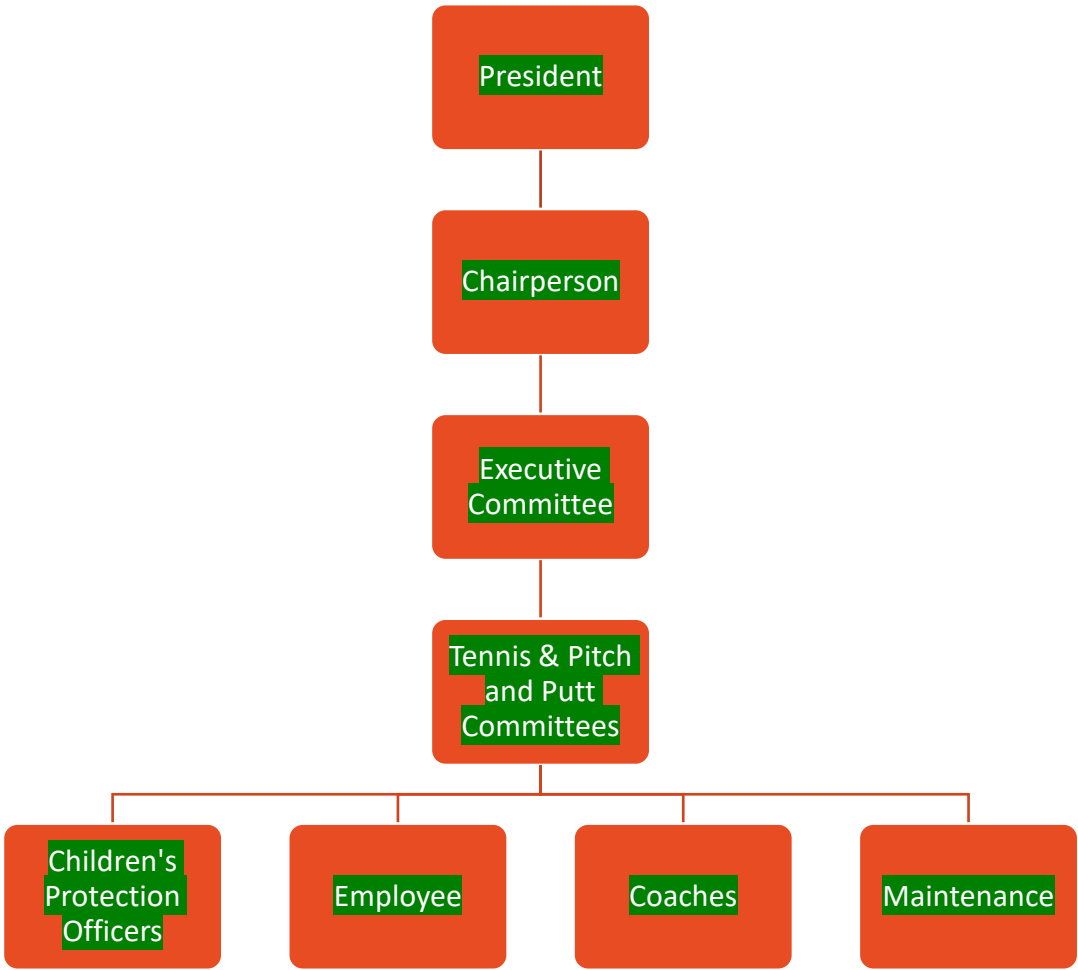 President
Chairperson
Executive
Committee
Tennis & Pitch
and Putt
Committees
Children's
Protection
Officers
Employee
Coaches
Maintenance